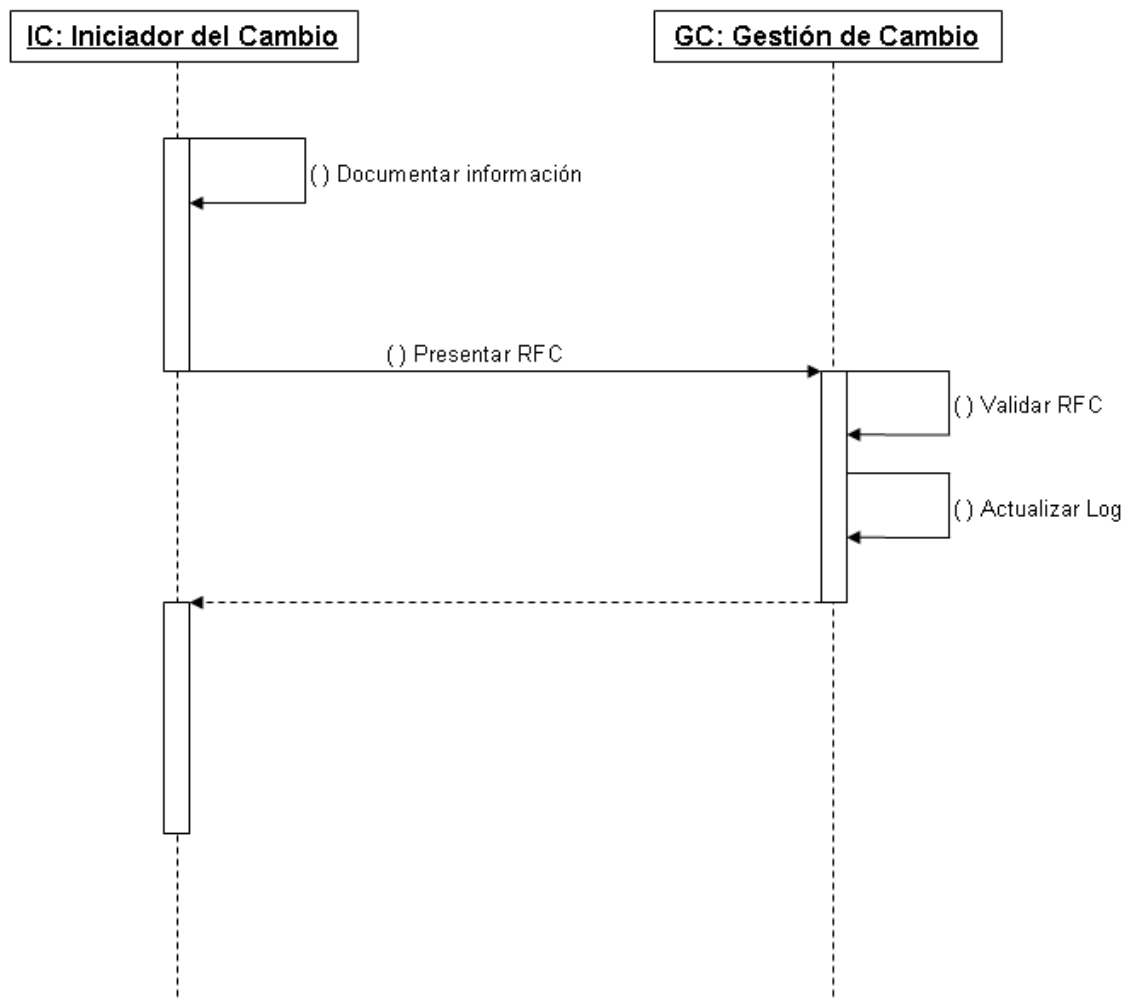 IC: Iniciador del Cambio
GC: Gestión de Cambio
( ) Documentar información
( ) Presentar RFC
( ) Validar RFC
( ) Actualizar Log